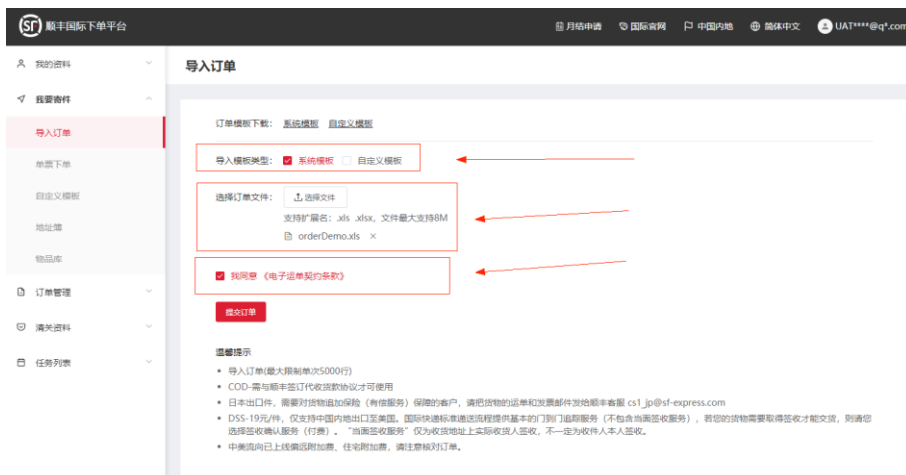 SF 顺丰国际下单平台
月结申请 国际官网 中国内地 简体中文 UAT****@q*.com
我的资料
导入订单
我要寄件
订单模板下载： 系统模板 自定义模板
导入订单
导入模板类型： 系统模板 自定义模板
单票下单
自定义模板
选择订单文件： 选择文件
支持扩展名：.xls .xlsx，文件最大支持8M
地址簿
orderDemo.xls ×
物品库
我同意《电子运单契约条款》
订单管理
提交订单
清关资料
温馨提示
任务列表
• 导入订单(最大限制单次5000行)
• COD-需与顺丰签订代收货款协议才可使用
• 日本出口件，需要对货物追加保险（有偿服务）保障的客户，请把货物的运单和发票邮件发给顺丰客服 cs1_jp@sf-express.com
• DSS-19元/件，仅支持中国内地出口至美国。国际快递标准递送流程提供基本的门到门追踪服务（不包含当面签收服务），若您的货物需要取得签收才能交货，则请您
选择签收确认服务（付费）。“当面签收服务”仅为收货地址上实际收货人签收，不一定为收件人本人签收。
• 中美流向已上线偏远附加费、住宅附加费，请注意核对订单。